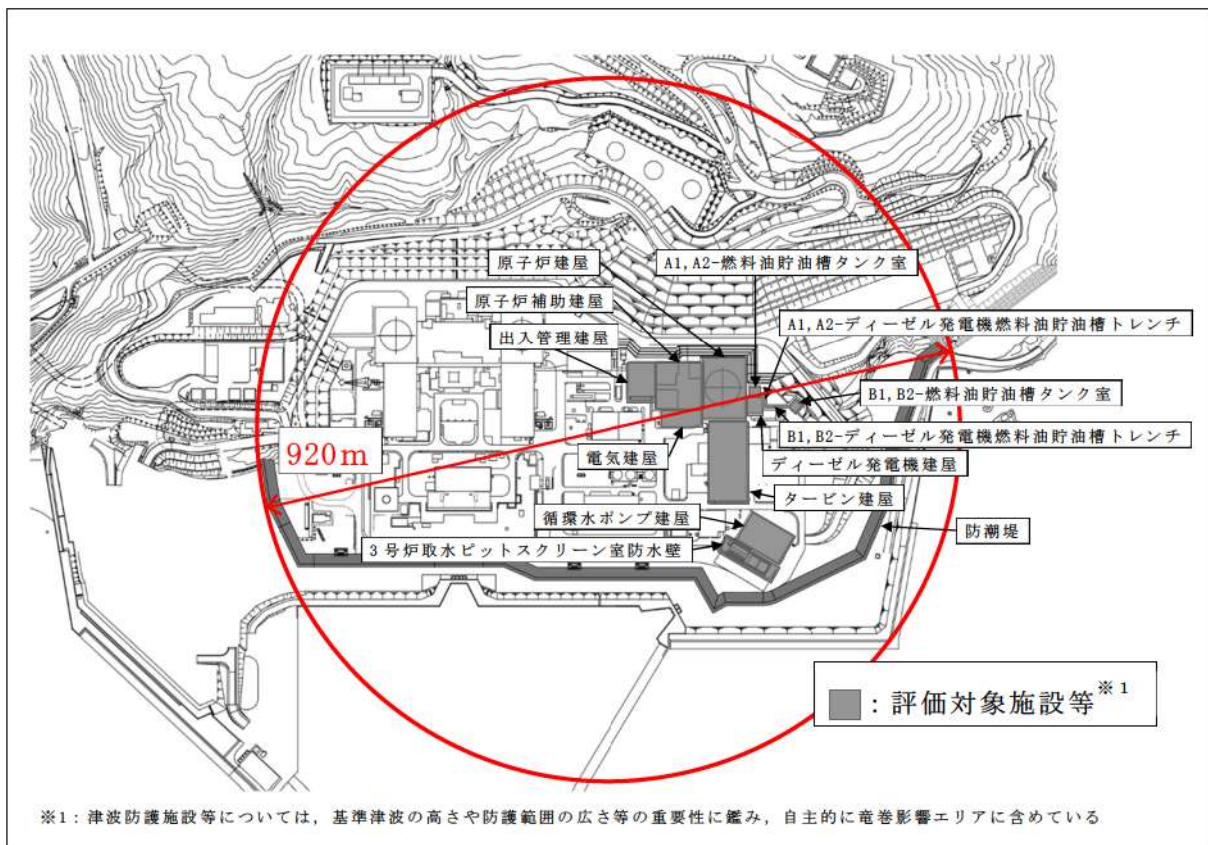 原子炉建屋
A1,A2-燃料油貯油槽タンク室
原子炉補助建屋
A1,A2-ディーゼル発電機燃料油貯油槽トレンチ
出入管理建屋
B1,B2-燃料油貯油槽タンク室
B1,B2-ディーゼル発電機燃料油貯油槽トレンチ
920m
電気建屋
ディーゼル発電機建屋
タービン建屋
循環水ポンプ建屋
防潮堤
3号炉取水ピットスクリーン室防水壁
:評価対象施設等※1
※1:津波防護施設等については,基準津波の高さや防護範囲の広さ等の重要性に鑑み,自主的に竜巻影響エリアに含めている